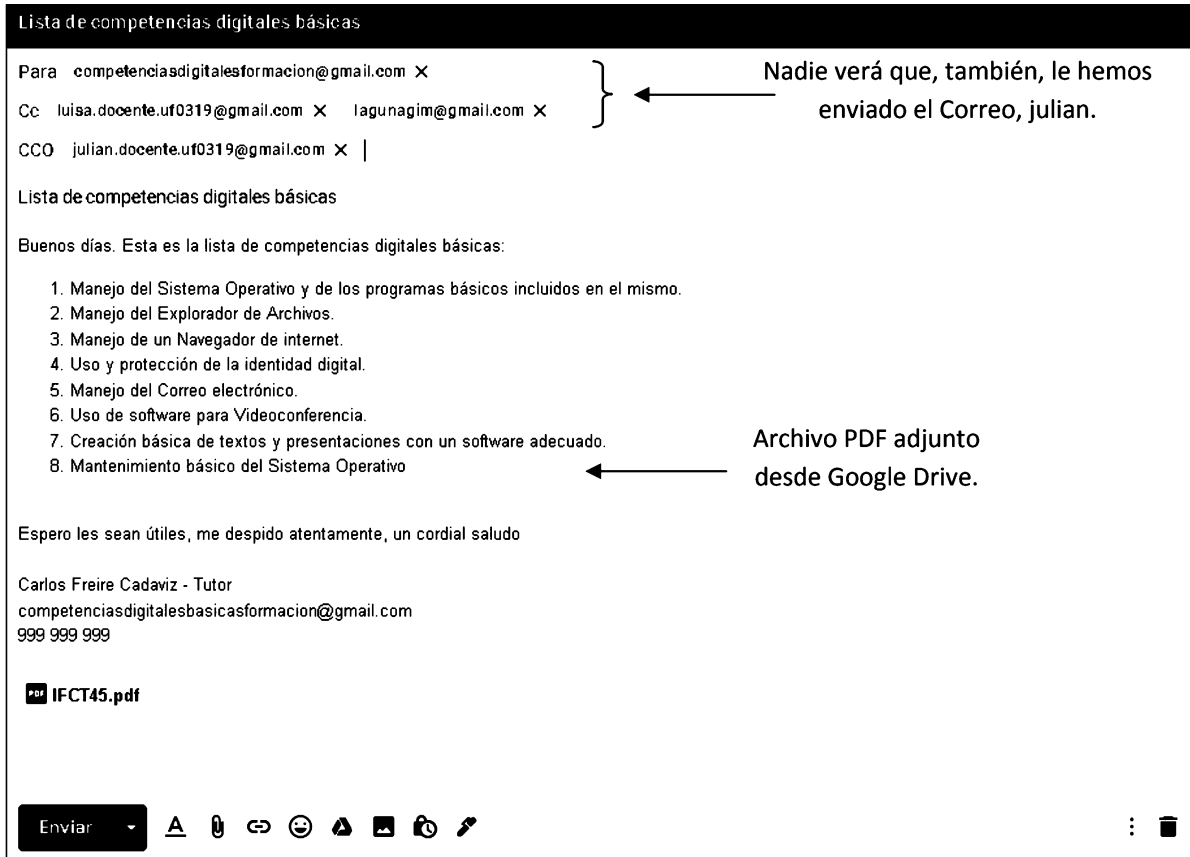 Lista de competencias digitales básicas
Para competenciasdigitalesformacion@gmail.com
Cc luisa.docente.uf0319@gmail.com lagunagim@gmail.com
CCO julian.docente.uf0319@gmail.com
Nadie verá que, también, le hemos
enviado el Correo, julian.
Lista de competencias digitales básicas
Buenos días. Esta es la lista de competencias digitales básicas:
1. Manejo del Sistema Operativo y de los programas básicos incluidos en el mismo.
2. Manejo del Explorador de Archivos.
3. Manejo de un Navegador de internet.
4. Uso y protección de la identidad digital.
5. Manejo del Correo electrónico.
6. Uso de software para Videoconferencia.
7. Creación básica de textos y presentaciones con un software adecuado.
8. Mantenimiento básico del Sistema Operativo
Archivo PDF adjunto
desde Google Drive.
Espero les sean útiles, me despido atentamente, un cordial saludo
Carlos Freire Cadaviz - Tutor
competenciasdigitalesbasicasformacion@gmail.com
999 999 999
PDF IFCT45.pdf
Enviar